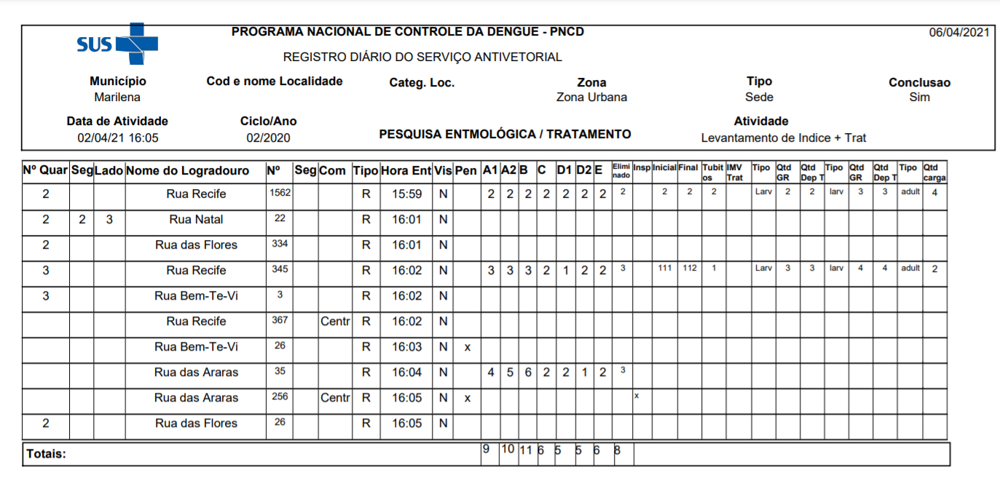 PROGRAMA NACIONAL DE CONTROLE DA DENGUE - PNCD 06/04/2021
SUS
REGISTRO DIÁRIO DO SERVIÇO ANTIVETORIAL
Município Cod e nome Localidade Categ. Loc. Zona Tipo Conclusao
Marilena Zona Urbana Sede Sim
Data de Atividade Ciclo/Ano Atividade
02/04/21 16:05 02/2020 PESQUISA ENTMOLÓGICA / TRATAMENTO Levantamento de Indice + Trat
Nº Quar Seg Lado Nome do Logradouro Nº Seg Com Tipo Hora Ent Vis Pen A1 A2 B C D1 D2 E Elimi nado Insp Inicial Final Tubit os IMV Trat Tipo Qtd GR Qtd Dep T Tipo Qtd GR Qtd Dep T Tipo Qtd carga
2 Rua Recife 1562 R 15:59 N 2 2 2 2 2 2 2 2 2 2 2 Larv 2 2 larv 3 3 adult 4
2 2 3 Rua Natal 22 R 16:01 N
2 Rua das Flores 334 R 16:01 N
3 Rua Recife 345 R 16:02 N 3 3 3 2 1 2 2 3 111 112 1 Larv 3 3 larv 4 4 adult 2
3 Rua Bem-Te-Vi 3 R 16:02 N
Rua Recife 367 Centr R 16:02 N
Rua Bem-Te-Vi 26 R 16:03 N x
Rua das Araras 35 R 16:04 N 4 5 6 2 2 1 2 3
Rua das Araras 256 Centr R 16:05 N x x
2 Rua das Flores 26 R 16:05 N
Totais: 9 10 11 6 5 5 6 8